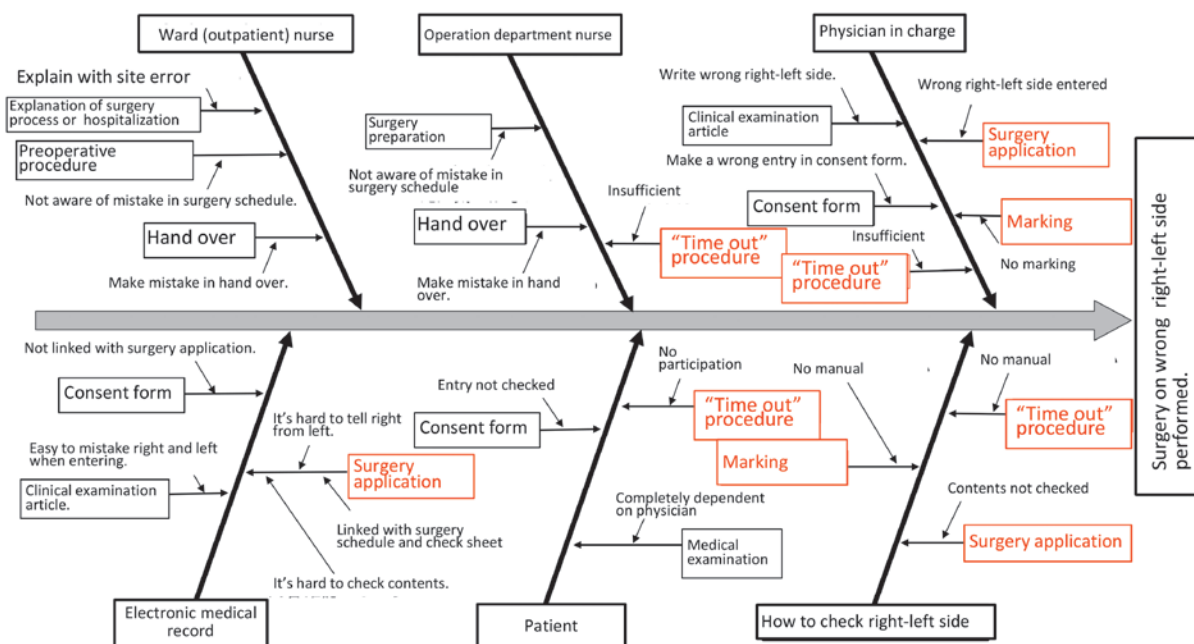 Ward (outpatient) nurse
Operation department nurse
Physician in charge
Explain with site error
Explanation of surgery
process or hospitalization
Preoperative
procedure
Not aware of mistake in surgery schedule.
Hand over
Make mistake in hand over.
Surgery
preparation
Not aware of mistake in
surgery schedule
Hand over
Make mistake in hand
over.
Insufficient
“Time out”
procedure
Write wrong right-left side.
Clinical examination
article
Make a wrong entry in consent form.
Consent form
Insufficient
“Time out”
procedure
Wrong right-left side entered
Surgery
application
Marking
No marking
Surgery on wrong right-left side
performed.
Not linked with surgery application.
Consent form
Easy to mistake right and left
when entering.
Clinical examination
article.
It’s hard to tell right
from left.
Surgery
application
Linked with surgery
schedule and check sheet
It’s hard to check contents.
Electronic medical
record
Entry not checked
Consent form
No
participation
“Time out”
procedure
Completely dependent
on physician
Medical
examination
Patient
No manual
Marking
No manual
“Time out”
procedure
Contents not checked
Surgery application
How to check right-left side